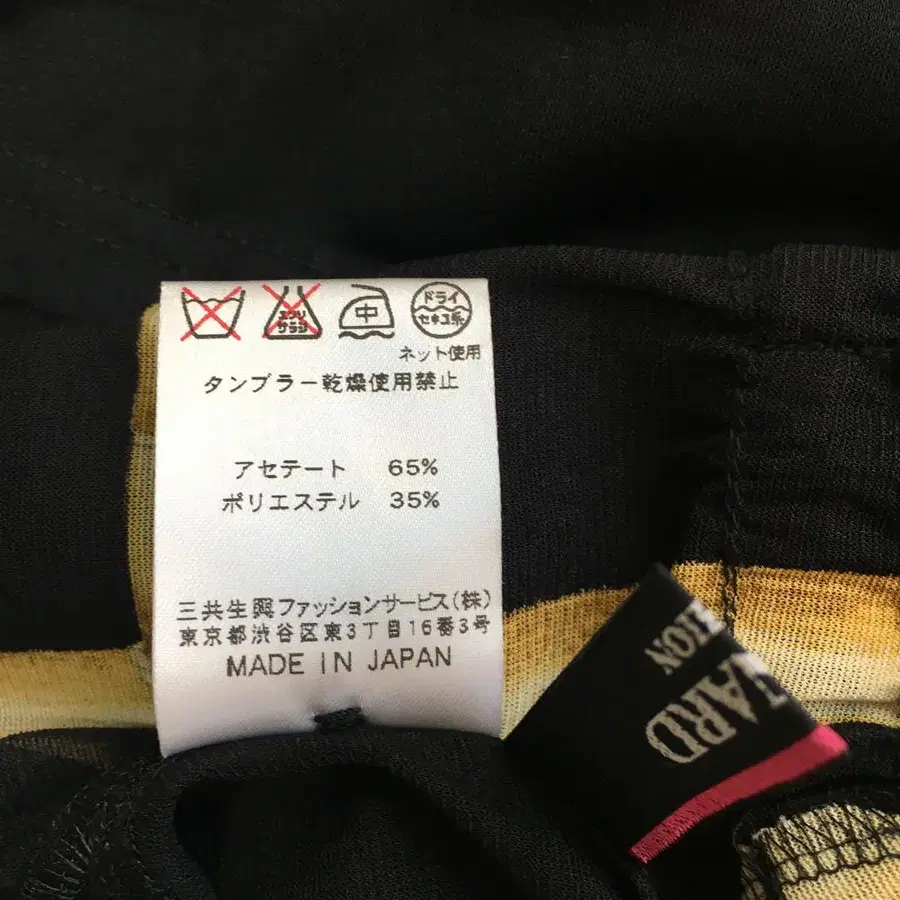 エンソ
サラシ
中
ドライ
セキユ系
ネット使用
タンブラー乾燥使用禁止
アセテート 65%
ポリエステル 35%
三共生興ファッションサービス(株)
東京都渋谷区東3丁目16番3号
MADE IN JAPAN